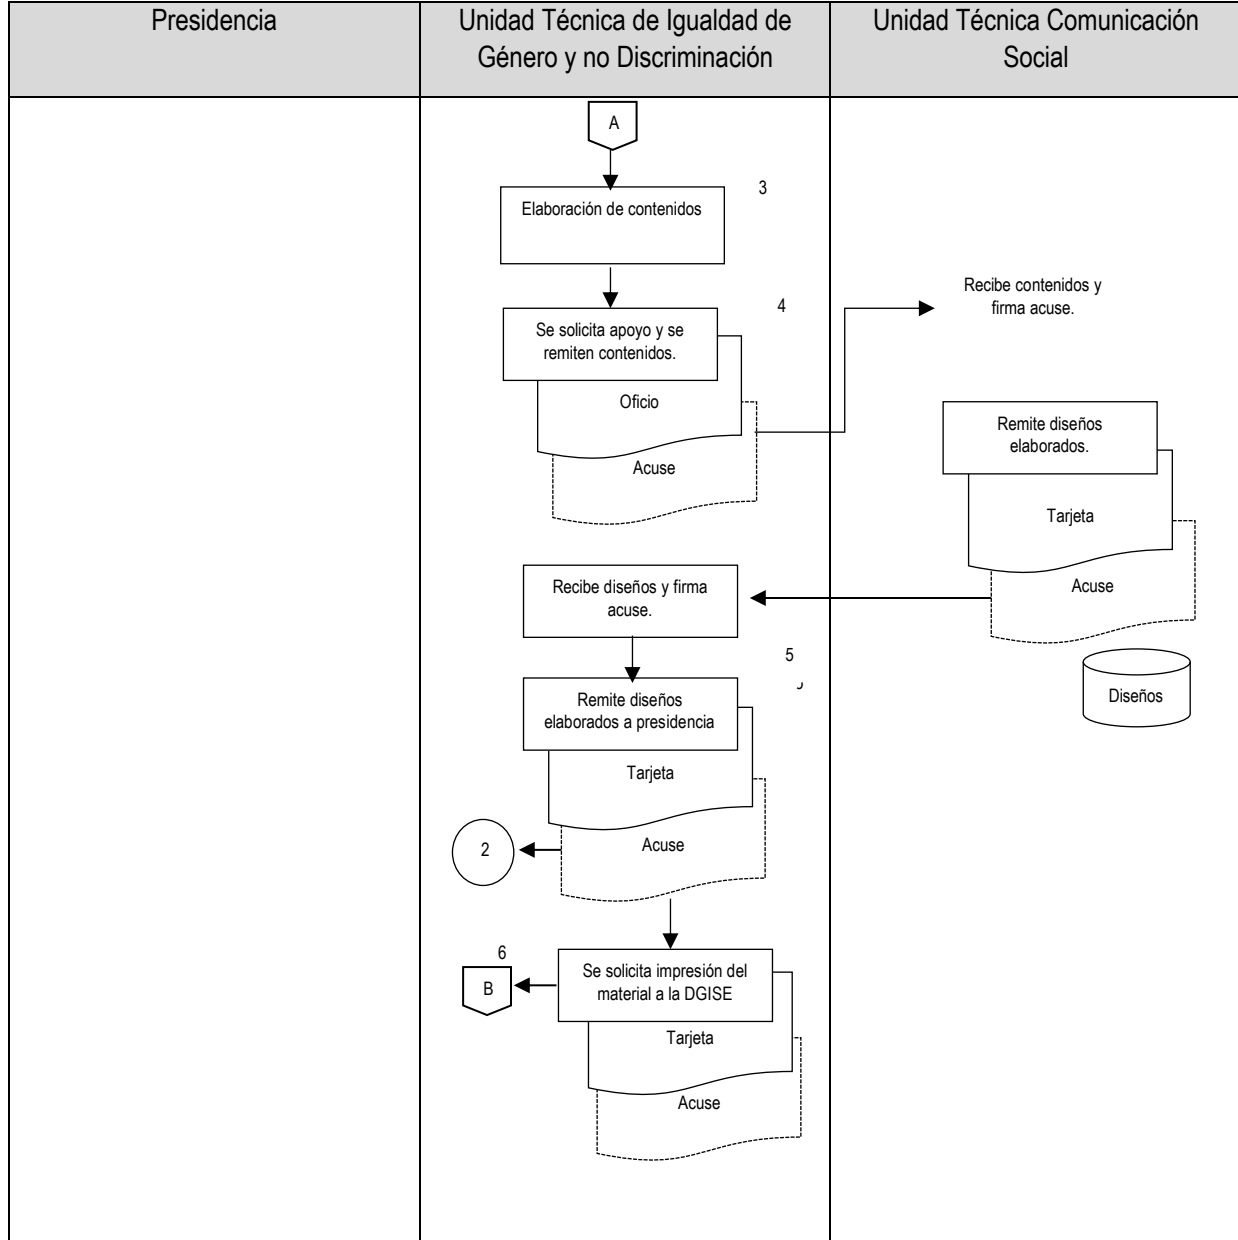 Presidencia
Unidad Técnica de Igualdad de
Género y no Discriminación
Unidad Técnica Comunicación
Social
A
3
Elaboración de contenidos
4
Se solicita apoyo y se
remiten contenidos.
Oficio
Acuse
Recibe contenidos y
firma acuse.
Remite diseños
elaborados.
Tarjeta
Acuse
Diseños
Recibe diseños y firma
acuse.
5
Remite diseños
elaborados a presidencia
Tarjeta
Acuse
2
6
B
Se solicita impresión del
material a la DGISE
Tarjeta
Acuse